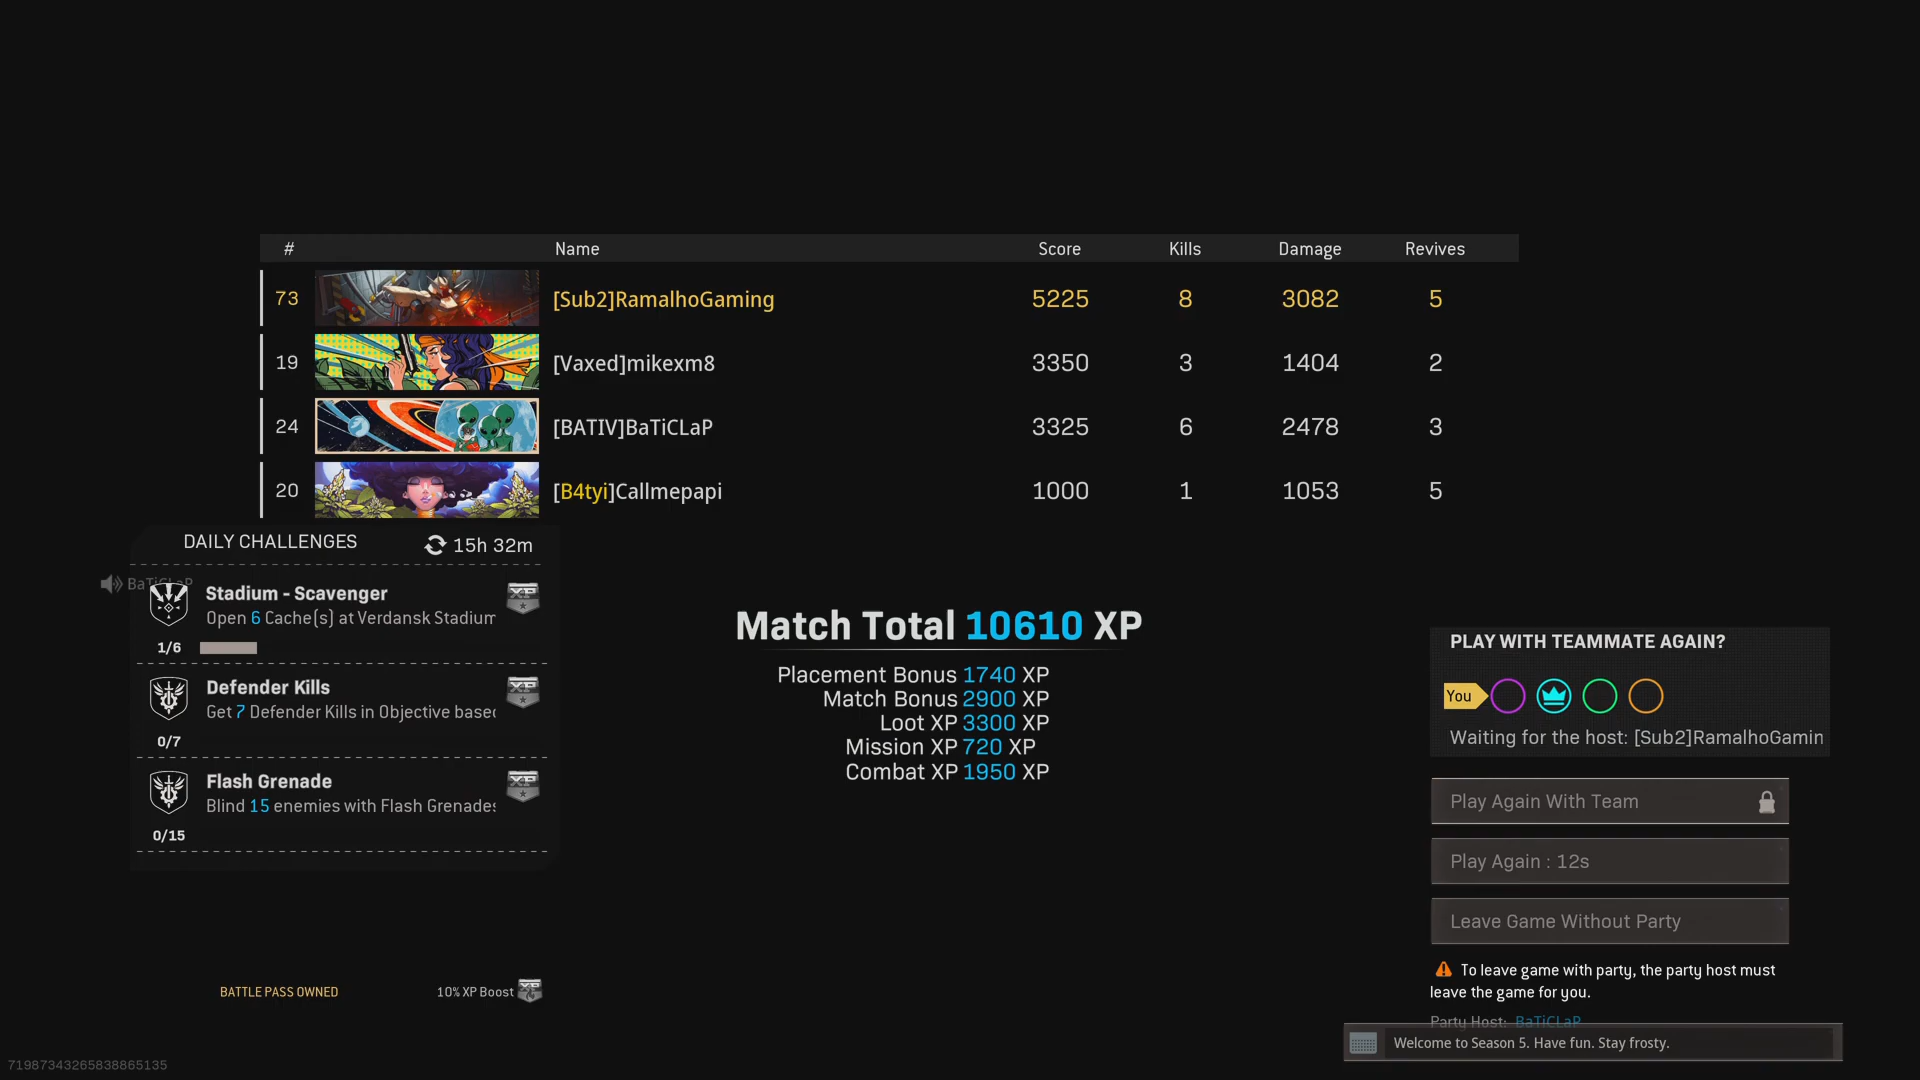 # Name Score Kills Damage Revives
73 [Sub2]RamalhoGaming 5225 8 3082 5
19 [Vaxed]mikexm8 3350 3 1404 2
24 [BATIV]BaTiCLaP 3325 6 2478 3
20 [B4tyi]Callmepapi 1000 1 1053 5
DAILY CHALLENGES 15h 32m
BaTiCLaP
Stadium - Scavenger XP
Open 6 Cache(s) at Verdansk Stadium
1/6
Defender Kills XP
Get 7 Defender Kills in Objective based
0/7
Flash Grenade XP
Blind 15 enemies with Flash Grenades
0/15
BATTLE PASS OWNED 10% XP Boost XP
Match Total 10610 XP
Placement Bonus 1740 XP
Match Bonus 2900 XP
Loot XP 3300 XP
Mission XP 720 XP
Combat XP 1950 XP
PLAY WITH TEAMMATE AGAIN?
You
Waiting for the host: [Sub2]RamalhoGamin
Play Again With Team
Play Again : 12s
Leave Game Without Party
To leave game with party, the party host must
leave the game for you.
Party Host: BaTiCLaP
Welcome to Season 5. Have fun. Stay frosty.
71987343265838865135